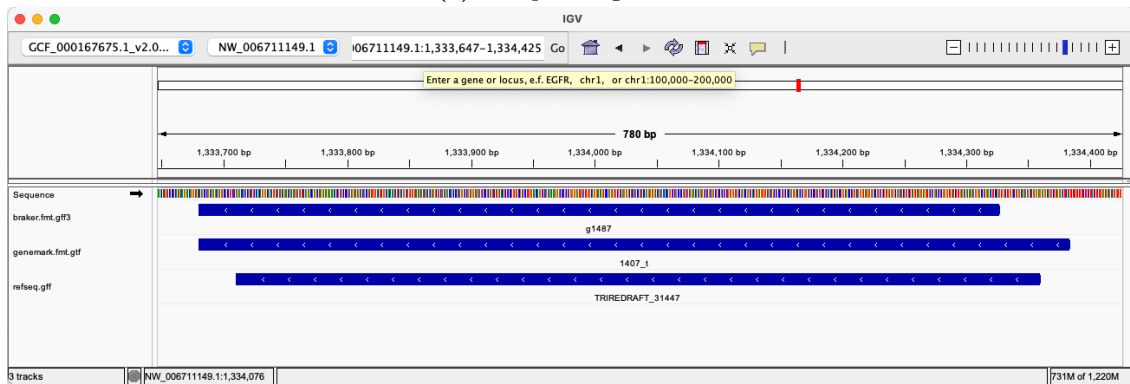 IGV
GCF_000167675.1_v2.0... NW_006711149.1 006711149.1:1,333,647-1,334,425 Go
Enter a gene or locus, e.f. EGFR, chr1, or chr1:100,000-200,000
780 bp
1,333,700 bp 1,333,800 bp 1,333,900 bp 1,334,000 bp 1,334,100 bp 1,334,200 bp 1,334,300 bp 1,334,400 bp
Sequence
braker.fmt.gff3
g1487
genemark.fmt.gtf
1407_t
refseq.gff
TRIREDRAFT_31447
3 tracks NW_006711149.1:1,334,076 731M of 1,220M